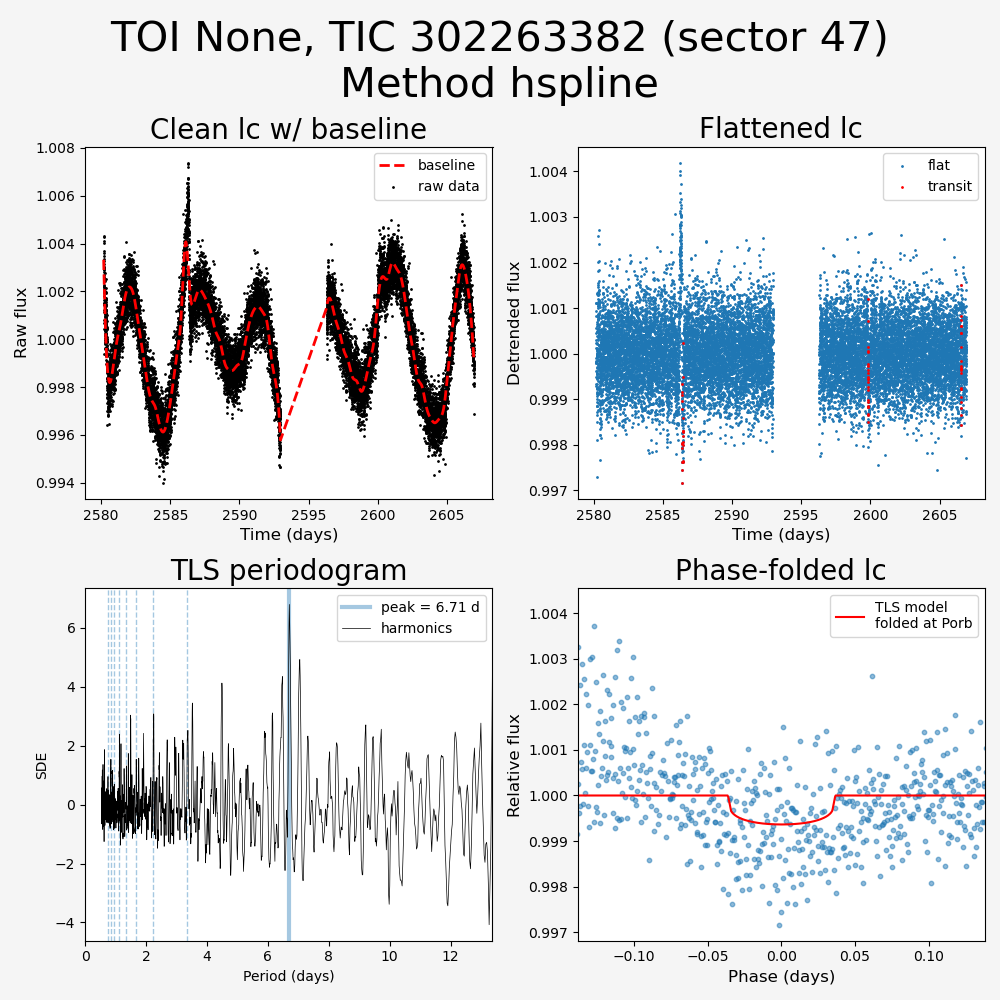 TOI None, TIC 302263382 (sector 47)
Method hspline
Clean lc w/ baseline
Raw flux
1.008
1.006
1.004
1.002
1.000
0.998
0.996
0.994
baseline
raw data
2580 2585 2590 2595 2600 2605
Time (days)
Flattened lc
Detrended flux
1.004
1.003
1.002
1.001
1.000
0.999
0.998
0.997
flat
transit
2580 2585 2590 2595 2600 2605
Time (days)
TLS periodogram
SDE
6
4
2
0
−2
−4
peak = 6.71 d
harmonics
0 2 4 6 8 10 12
Period (days)
Phase-folded lc
Relative flux
1.004
1.003
1.002
1.001
1.000
0.999
0.998
0.997
TLS model
folded at Porb
−0.10 −0.05 0.00 0.05 0.10
Phase (days)